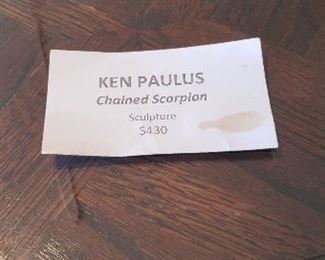 KEN PAULUS
Chained Scorpion
Sculpture
$430